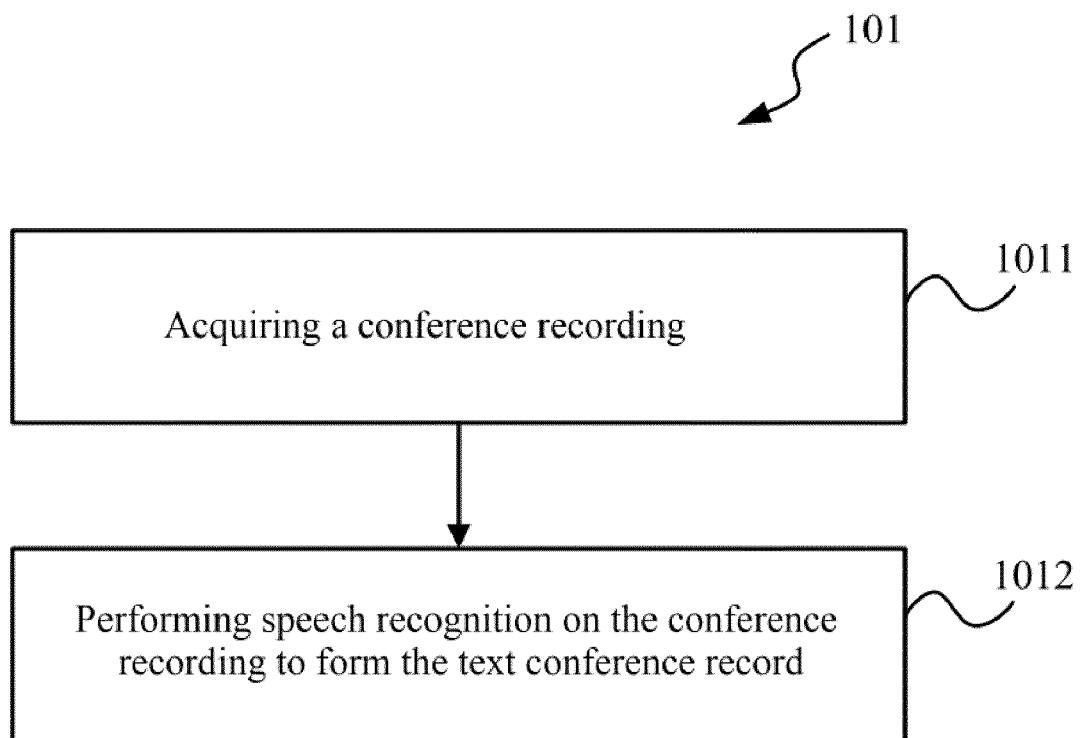 101
1011
Acquiring a conference recording
1012
Performing speech recognition on the conference
recording to form the text conference record